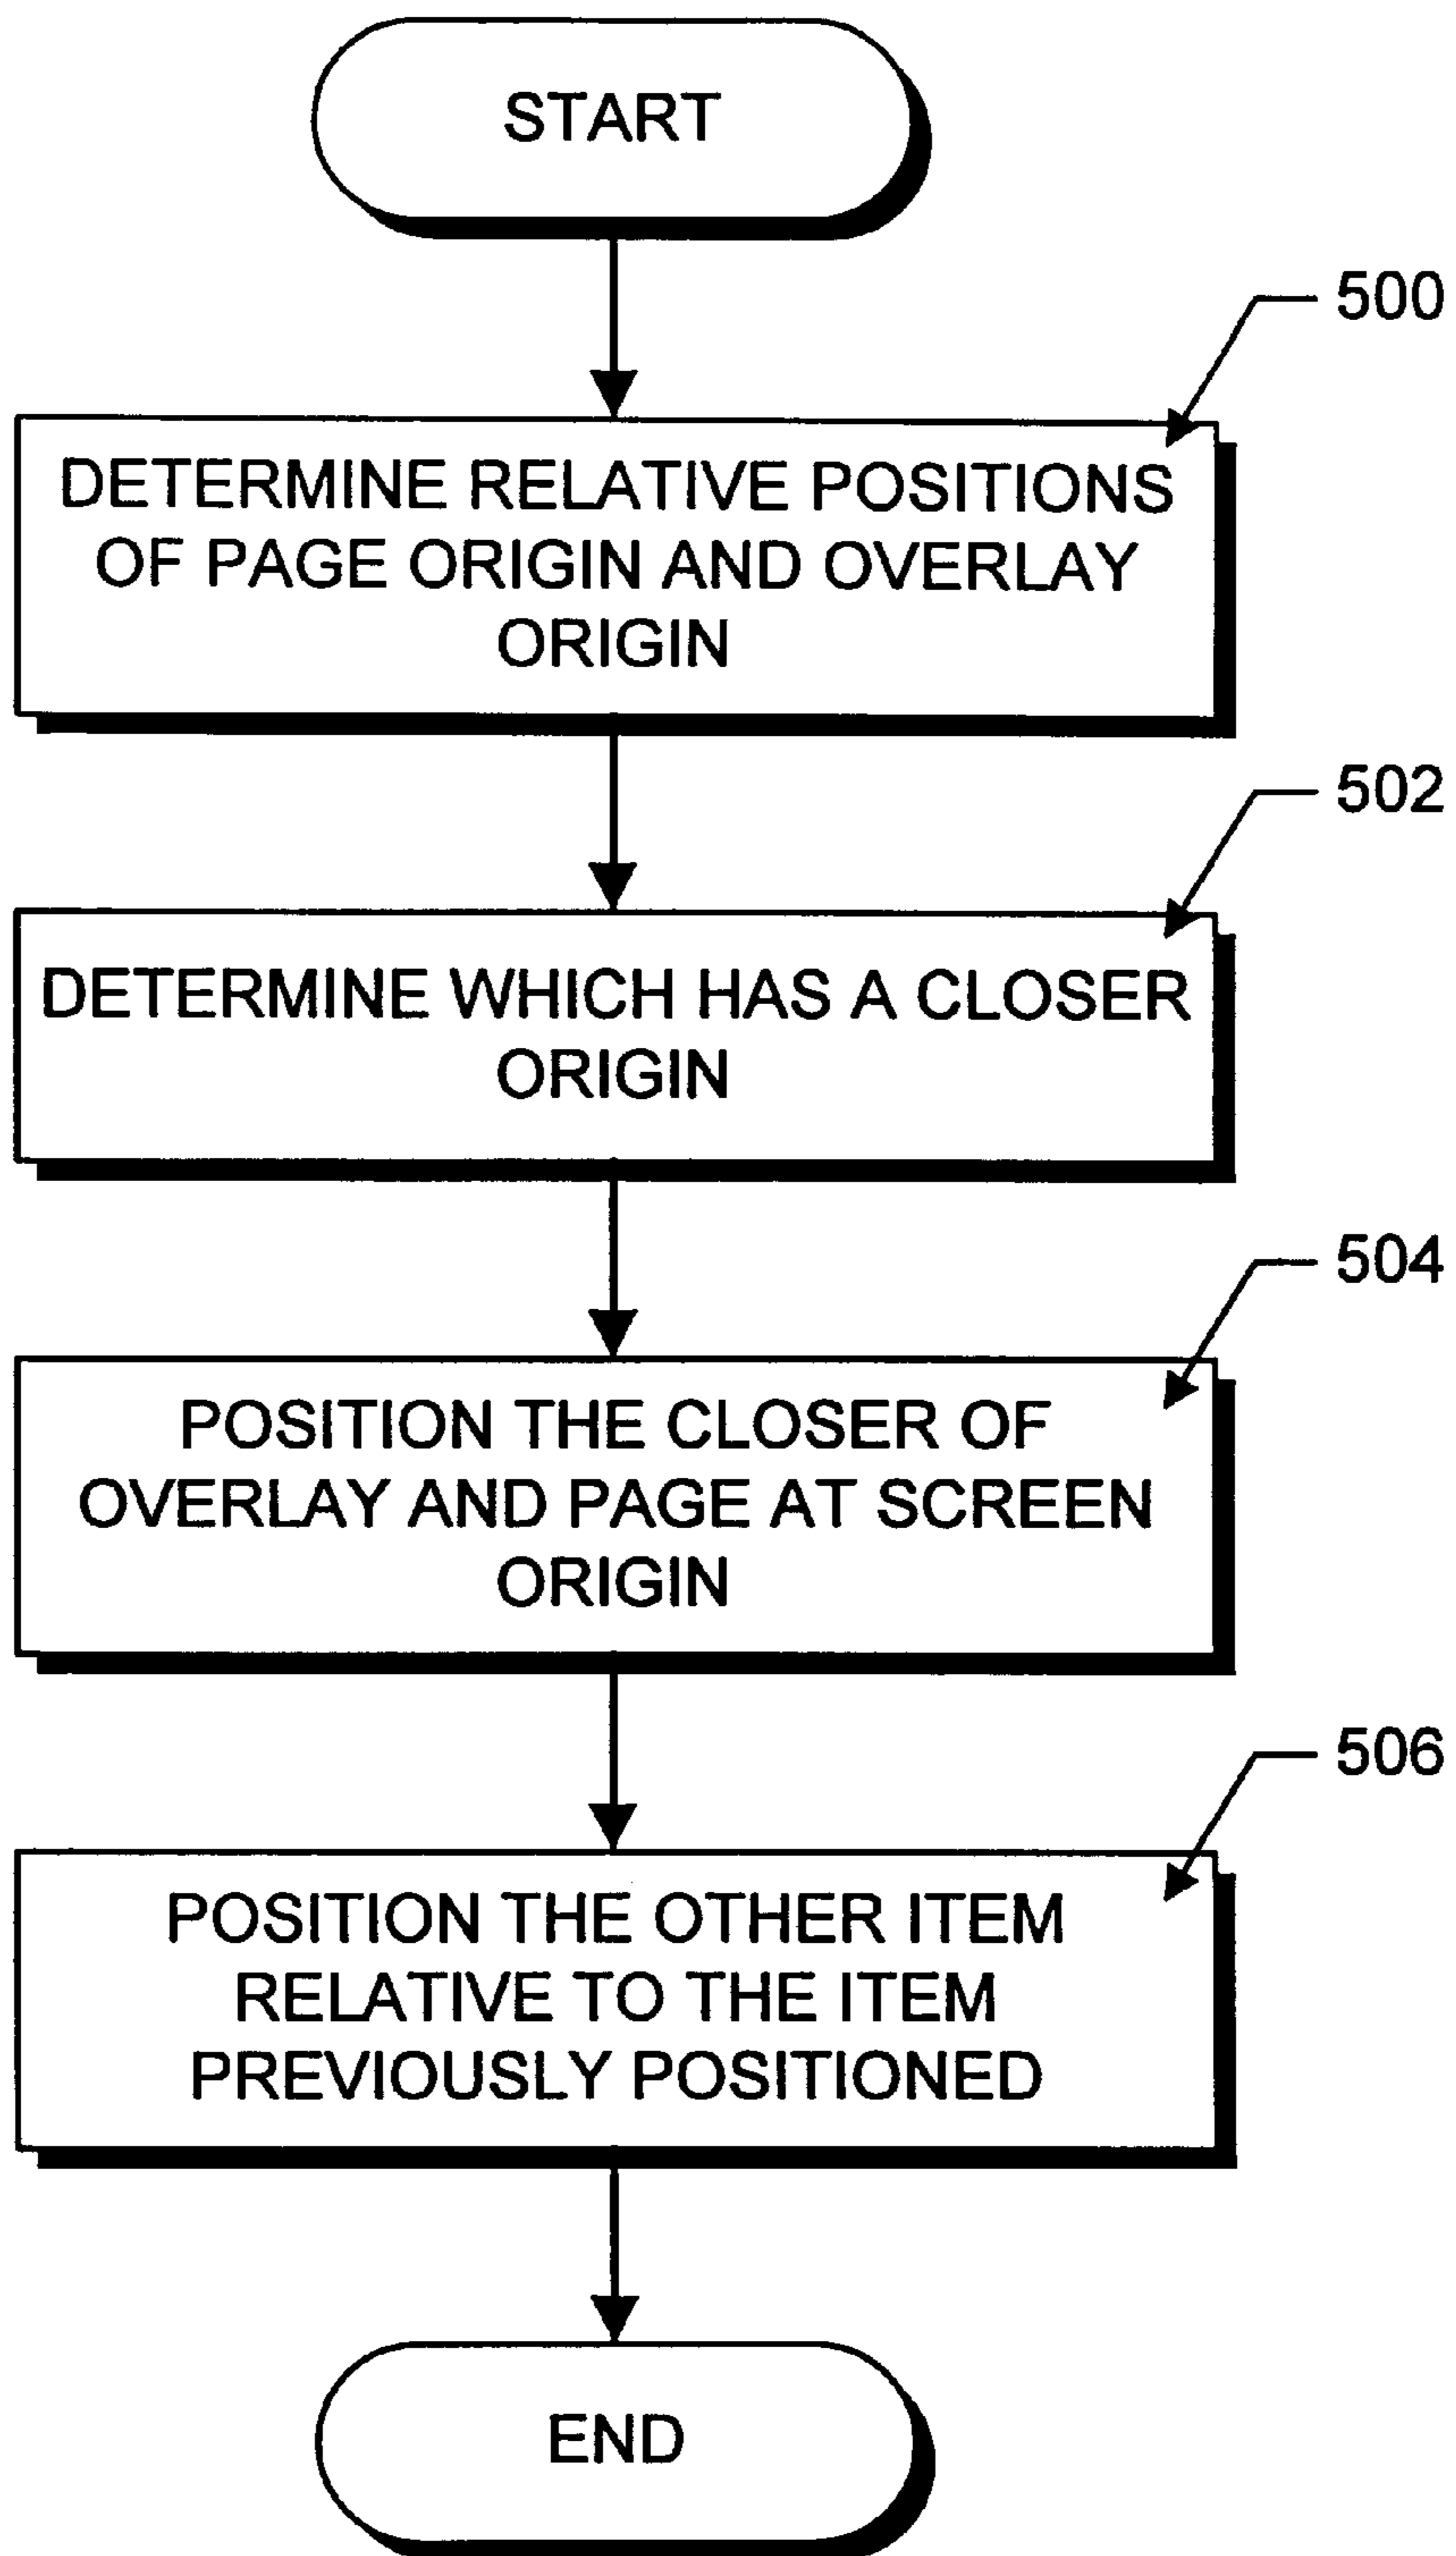 START
500
DETERMINE RELATIVE POSITIONS
OF PAGE ORIGIN AND OVERLAY
ORIGIN
502
DETERMINE WHICH HAS A CLOSER
ORIGIN
504
POSITION THE CLOSER OF
OVERLAY AND PAGE AT SCREEN
ORIGIN
506
POSITION THE OTHER ITEM
RELATIVE TO THE ITEM
PREVIOUSLY POSITIONED
END